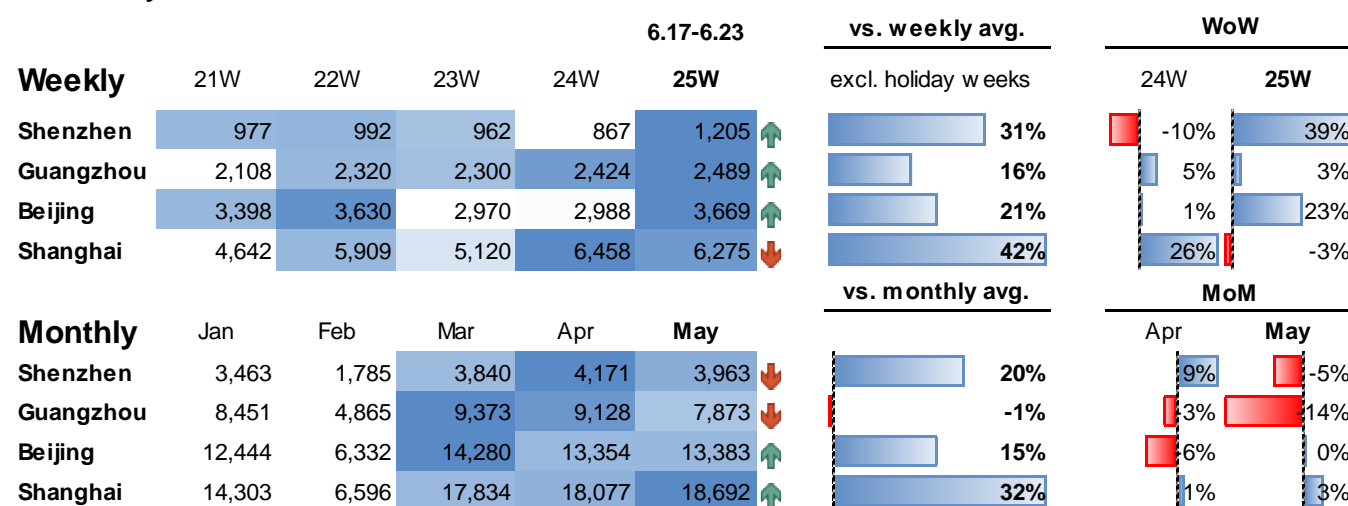 6.17-6.23 vs. weekly avg. WoW
Weekly 21W 22W 23W 24W 25W excl. holiday weeks 24W 25W
Shenzhen 977 992 962 867 1,205 31% -10% 39%
Guangzhou 2,108 2,320 2,300 2,424 2,489 16% 5% 3%
Beijing 3,398 3,630 2,970 2,988 3,669 21% 1% 23%
Shanghai 4,642 5,909 5,120 6,458 6,275 42% 26% -3%
vs. monthly avg. MoM
Monthly Jan Feb Mar Apr May Apr May
Shenzhen 3,463 1,785 3,840 4,171 3,963 20% 9% -5%
Guangzhou 8,451 4,865 9,373 9,128 7,873 -1% -3% -14%
Beijing 12,444 6,332 14,280 13,354 13,383 15% -6% 0%
Shanghai 14,303 6,596 17,834 18,077 18,692 32% 1% 3%